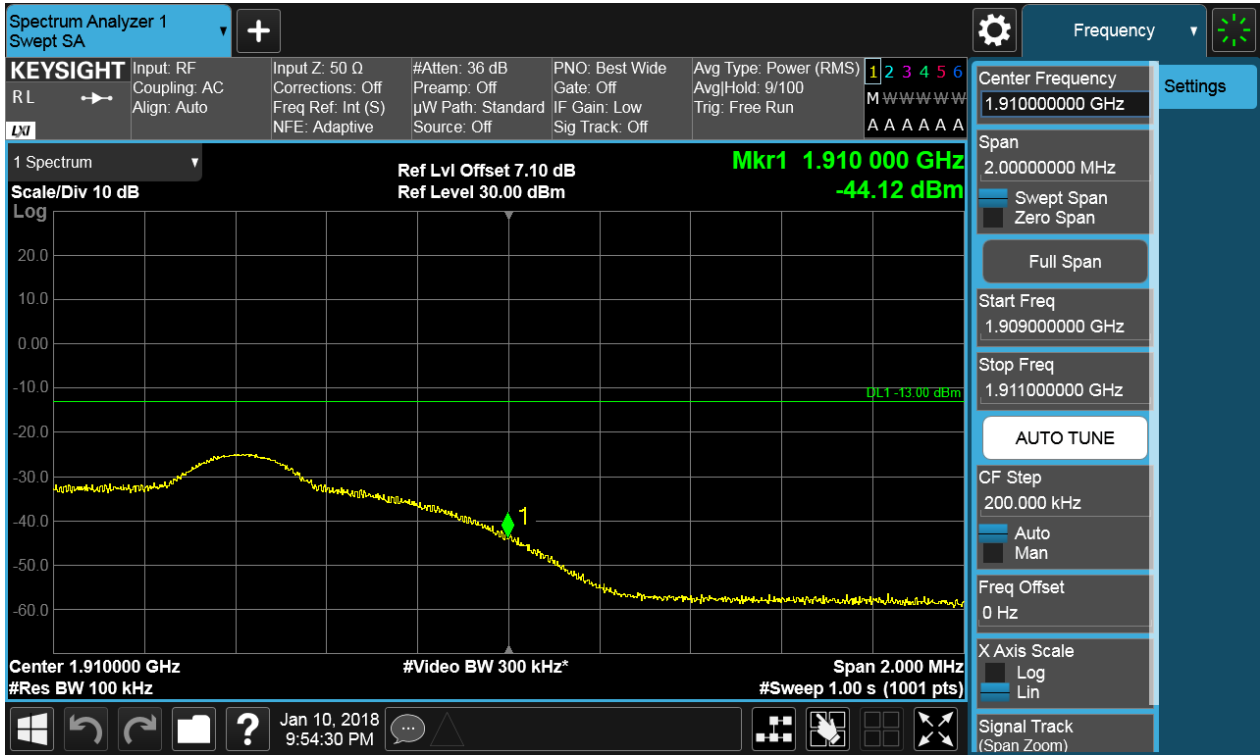 Spectrum Analyzer 1
Swept SA
Frequency
KEYSIGHT
RL
LXI
Input: RF
Coupling: AC
Align: Auto
Input Z: 50 Ω
Corrections: Off
Freq Ref: Int (S)
NFE: Adaptive
#Atten: 36 dB
Preamp: Off
µW Path: Standard
Source: Off
PNO: Best Wide
Gate: Off
IF Gain: Low
Sig Track: Off
Avg Type: Power (RMS)
Avg|Hold: 9/100
Trig: Free Run
1 2 3 4 5 6
M W W W W W
A A A A A A
1 Spectrum
Scale/Div 10 dB
Ref Lvl Offset 7.10 dB
Ref Level 30.00 dBm
Mkr1 1.910 000 GHz
-44.12 dBm
Log
20.0
10.0
0.00
-10.0
-20.0
-30.0
-40.0
-50.0
-60.0
DL1 -13.00 dBm
1
Center 1.910000 GHz
#Video BW 300 kHz*
Span 2.000 MHz
#Res BW 100 kHz
#Sweep 1.00 s (1001 pts)
Jan 10, 2018
9:54:30 PM
Center Frequency
1.910000000 GHz
Settings
Span
2.00000000 MHz
Swept Span
Zero Span
Full Span
Start Freq
1.909000000 GHz
Stop Freq
1.911000000 GHz
AUTO TUNE
CF Step
200.000 kHz
Auto
Man
Freq Offset
0 Hz
X Axis Scale
Log
Lin
Signal Track
(Span Zoom)